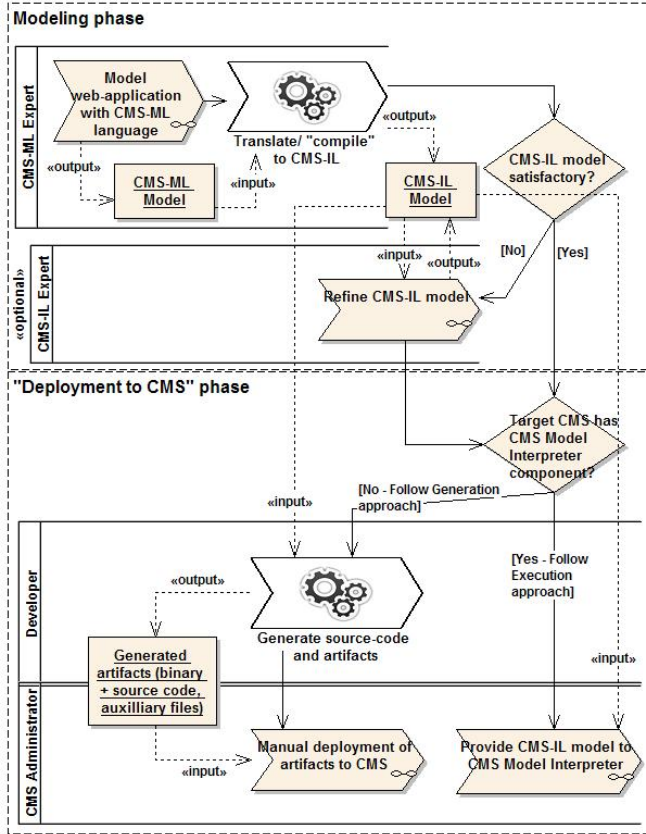 Modeling phase
CMS-ML Expert
Model
web-application
with CMS-ML
language
«output»
CMS-ML
Model
Translate/ "compile"
to CMS-IL
«input»
«output»
CMS-IL
Model
CMS-IL model
satisfactory?
[No]
[Yes]
«optional»
CMS-IL Expert
«input»
«output»
Refine CMS-IL model
"Deployment to CMS" phase
Target CMS has
CMS Model
Interpreter
component?
[No - Follow Generation
approach]
[Yes - Follow
Execution
approach]
«input»
Developer
«output»
Generate source-code
and artifacts
Generated
artifacts (binary
+ source code,
auxilliary files)
«input»
CMS Administrator
«input»
Manual deployment of
artifacts to CMS
Provide CMS-IL model to
CMS Model Interpreter